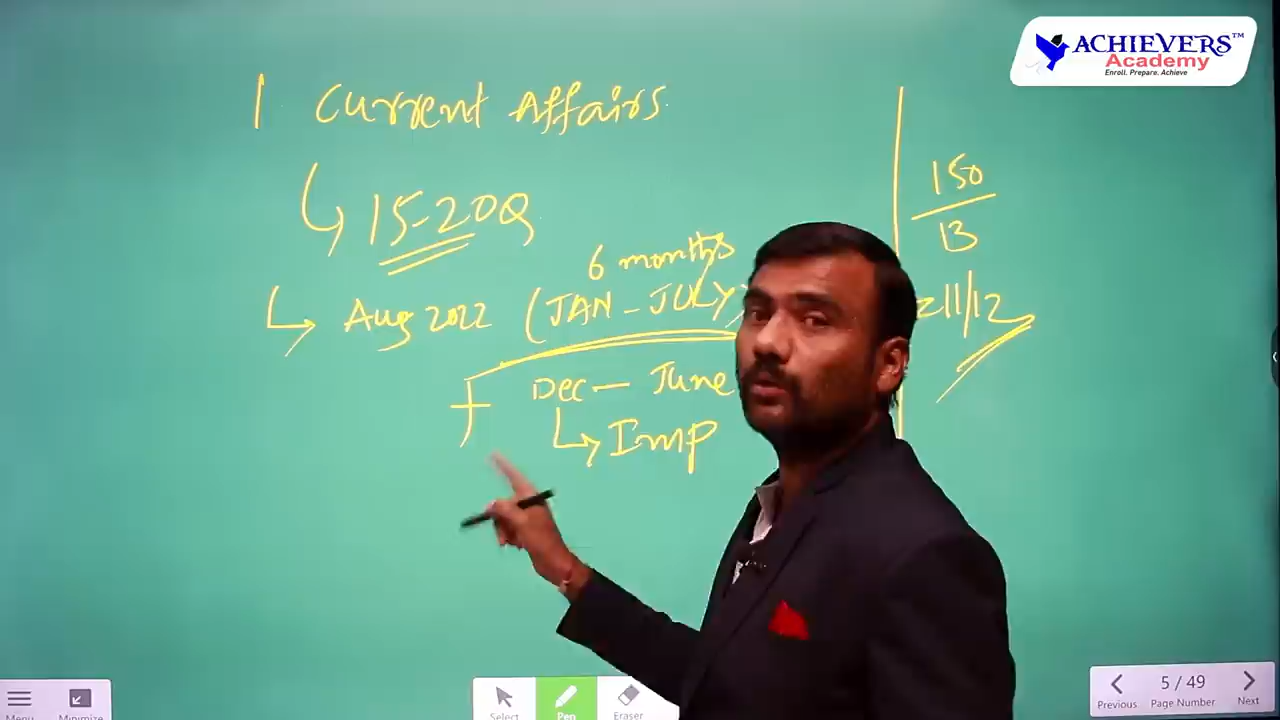 ACHIEVERS™
Academy
Enroll. Prepare. Achieve
1 Current Affairs
15-20Q
6 months
Aug 2022 (JAN - JULY)
Dec — June
Imp
150
13
11/12
Menu
Minimize
Select
Pen
Eraser
5 / 49
Previous
Page Number
Next